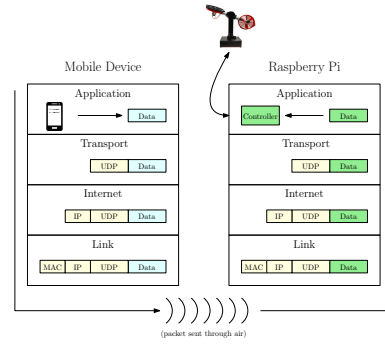 Mobile Device
Application
Data
Transport
UDP Data
Internet
IP UDP Data
Link
MAC IP UDP Data
Raspberry Pi
Application
Controller Data
Transport
UDP Data
Internet
IP UDP Data
Link
MAC IP UDP Data
(packet sent through air)